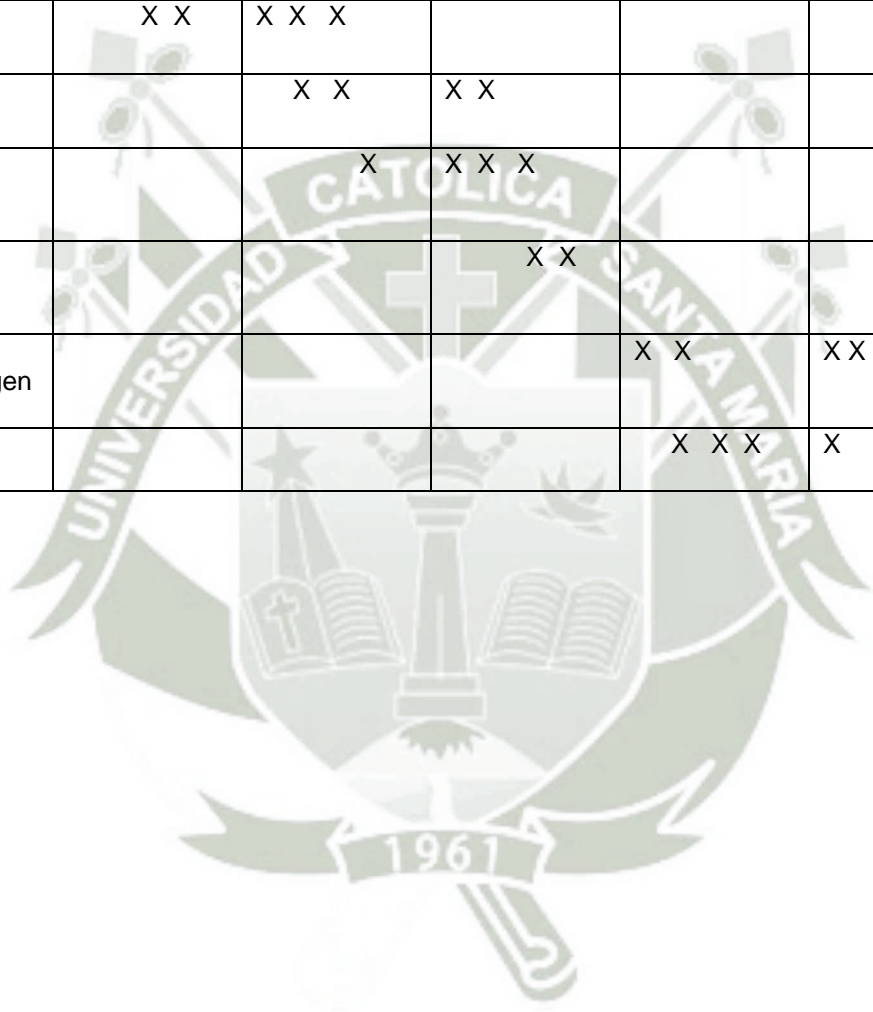 X X X X X
X X X X
CATOLICA
X X X X
UNIVERSIDAD
X X
SANTA MARIA
X X X X
gen
X X X X
1961